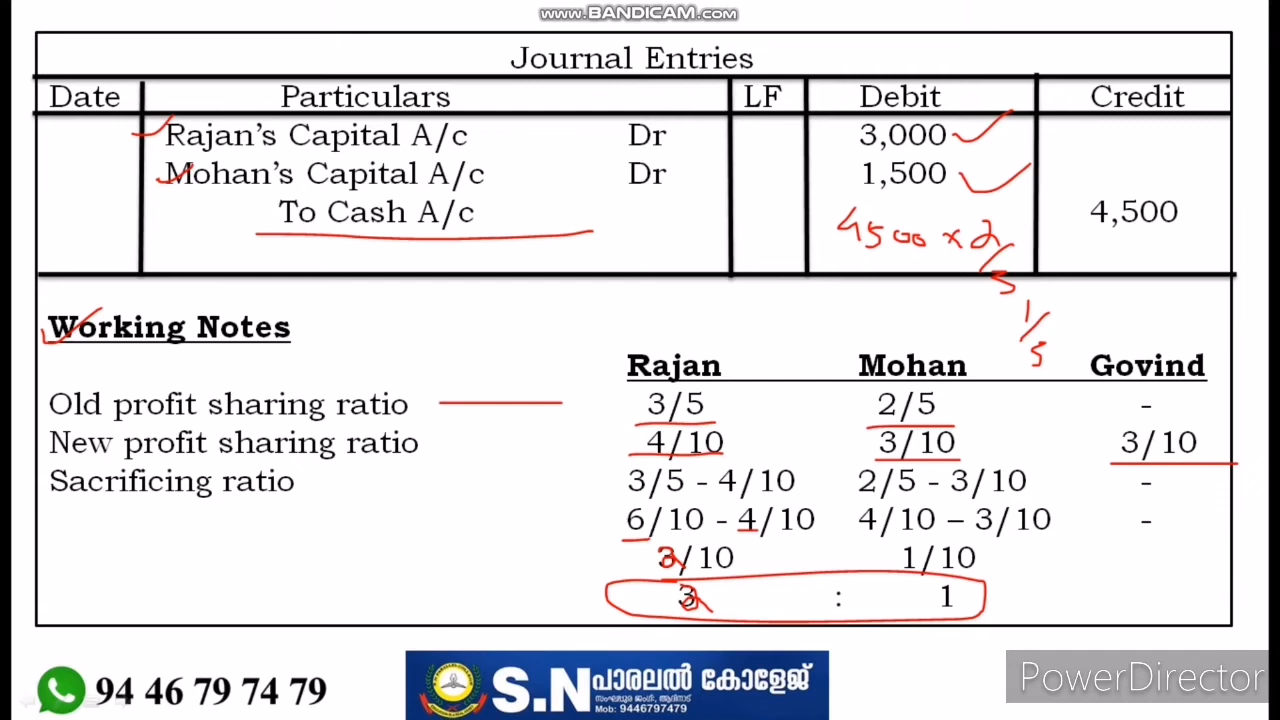 www.BANDICAM.com
Journal Entries
Date Particulars LF Debit Credit
Rajan's Capital A/c Dr 3,000
Mohan's Capital A/c Dr 1,500
To Cash A/c 4,500
4500 x 2/3
1/3
Working Notes
Rajan Mohan Govind
Old profit sharing ratio 3/5 2/5 -
New profit sharing ratio 4/10 3/10 3/10
Sacrificing ratio 3/5 - 4/10 2/5 - 3/10 -
6/10 - 4/10 4/10 – 3/10 -
2/10 1/10
2 : 1
94 46 79 74 79
S.N പാരലൽ കോളേജ്
Mob: 9446797479
PowerDirector